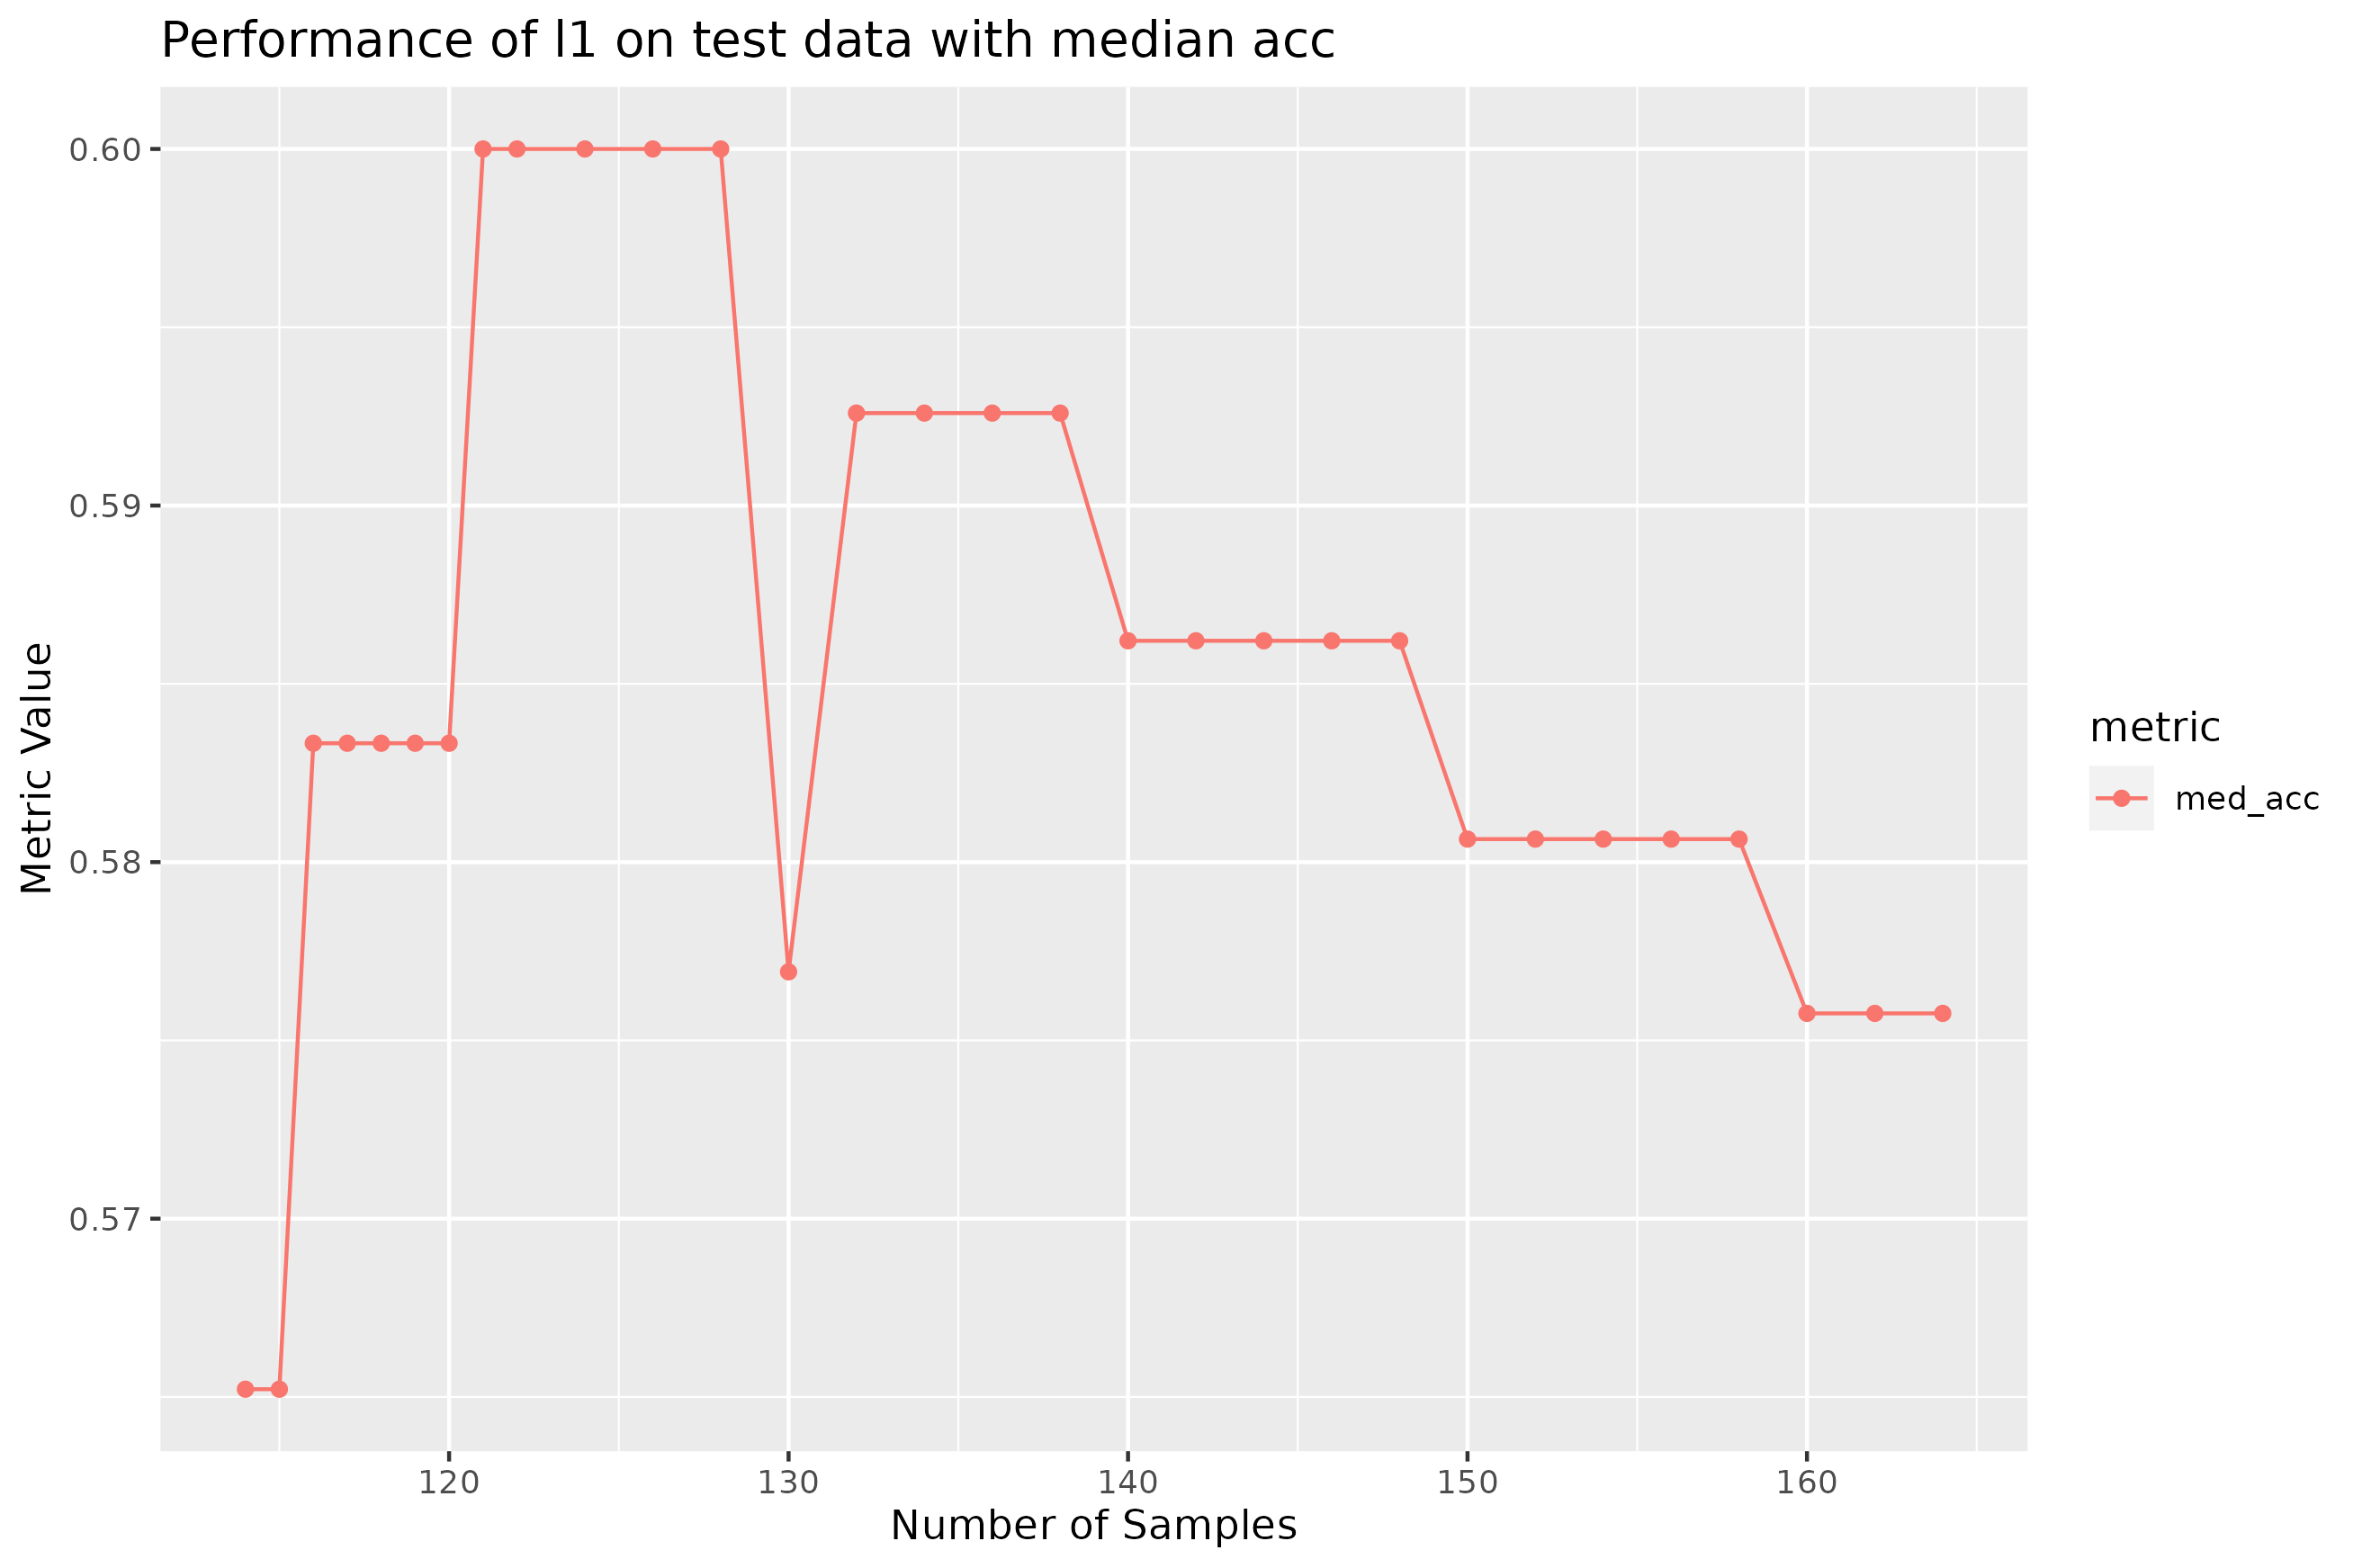 Performance of l1 on test data with median acc
Metric Value
0.60
0.59
0.58
0.57
120 130 140 150 160
Number of Samples
metric
med_acc